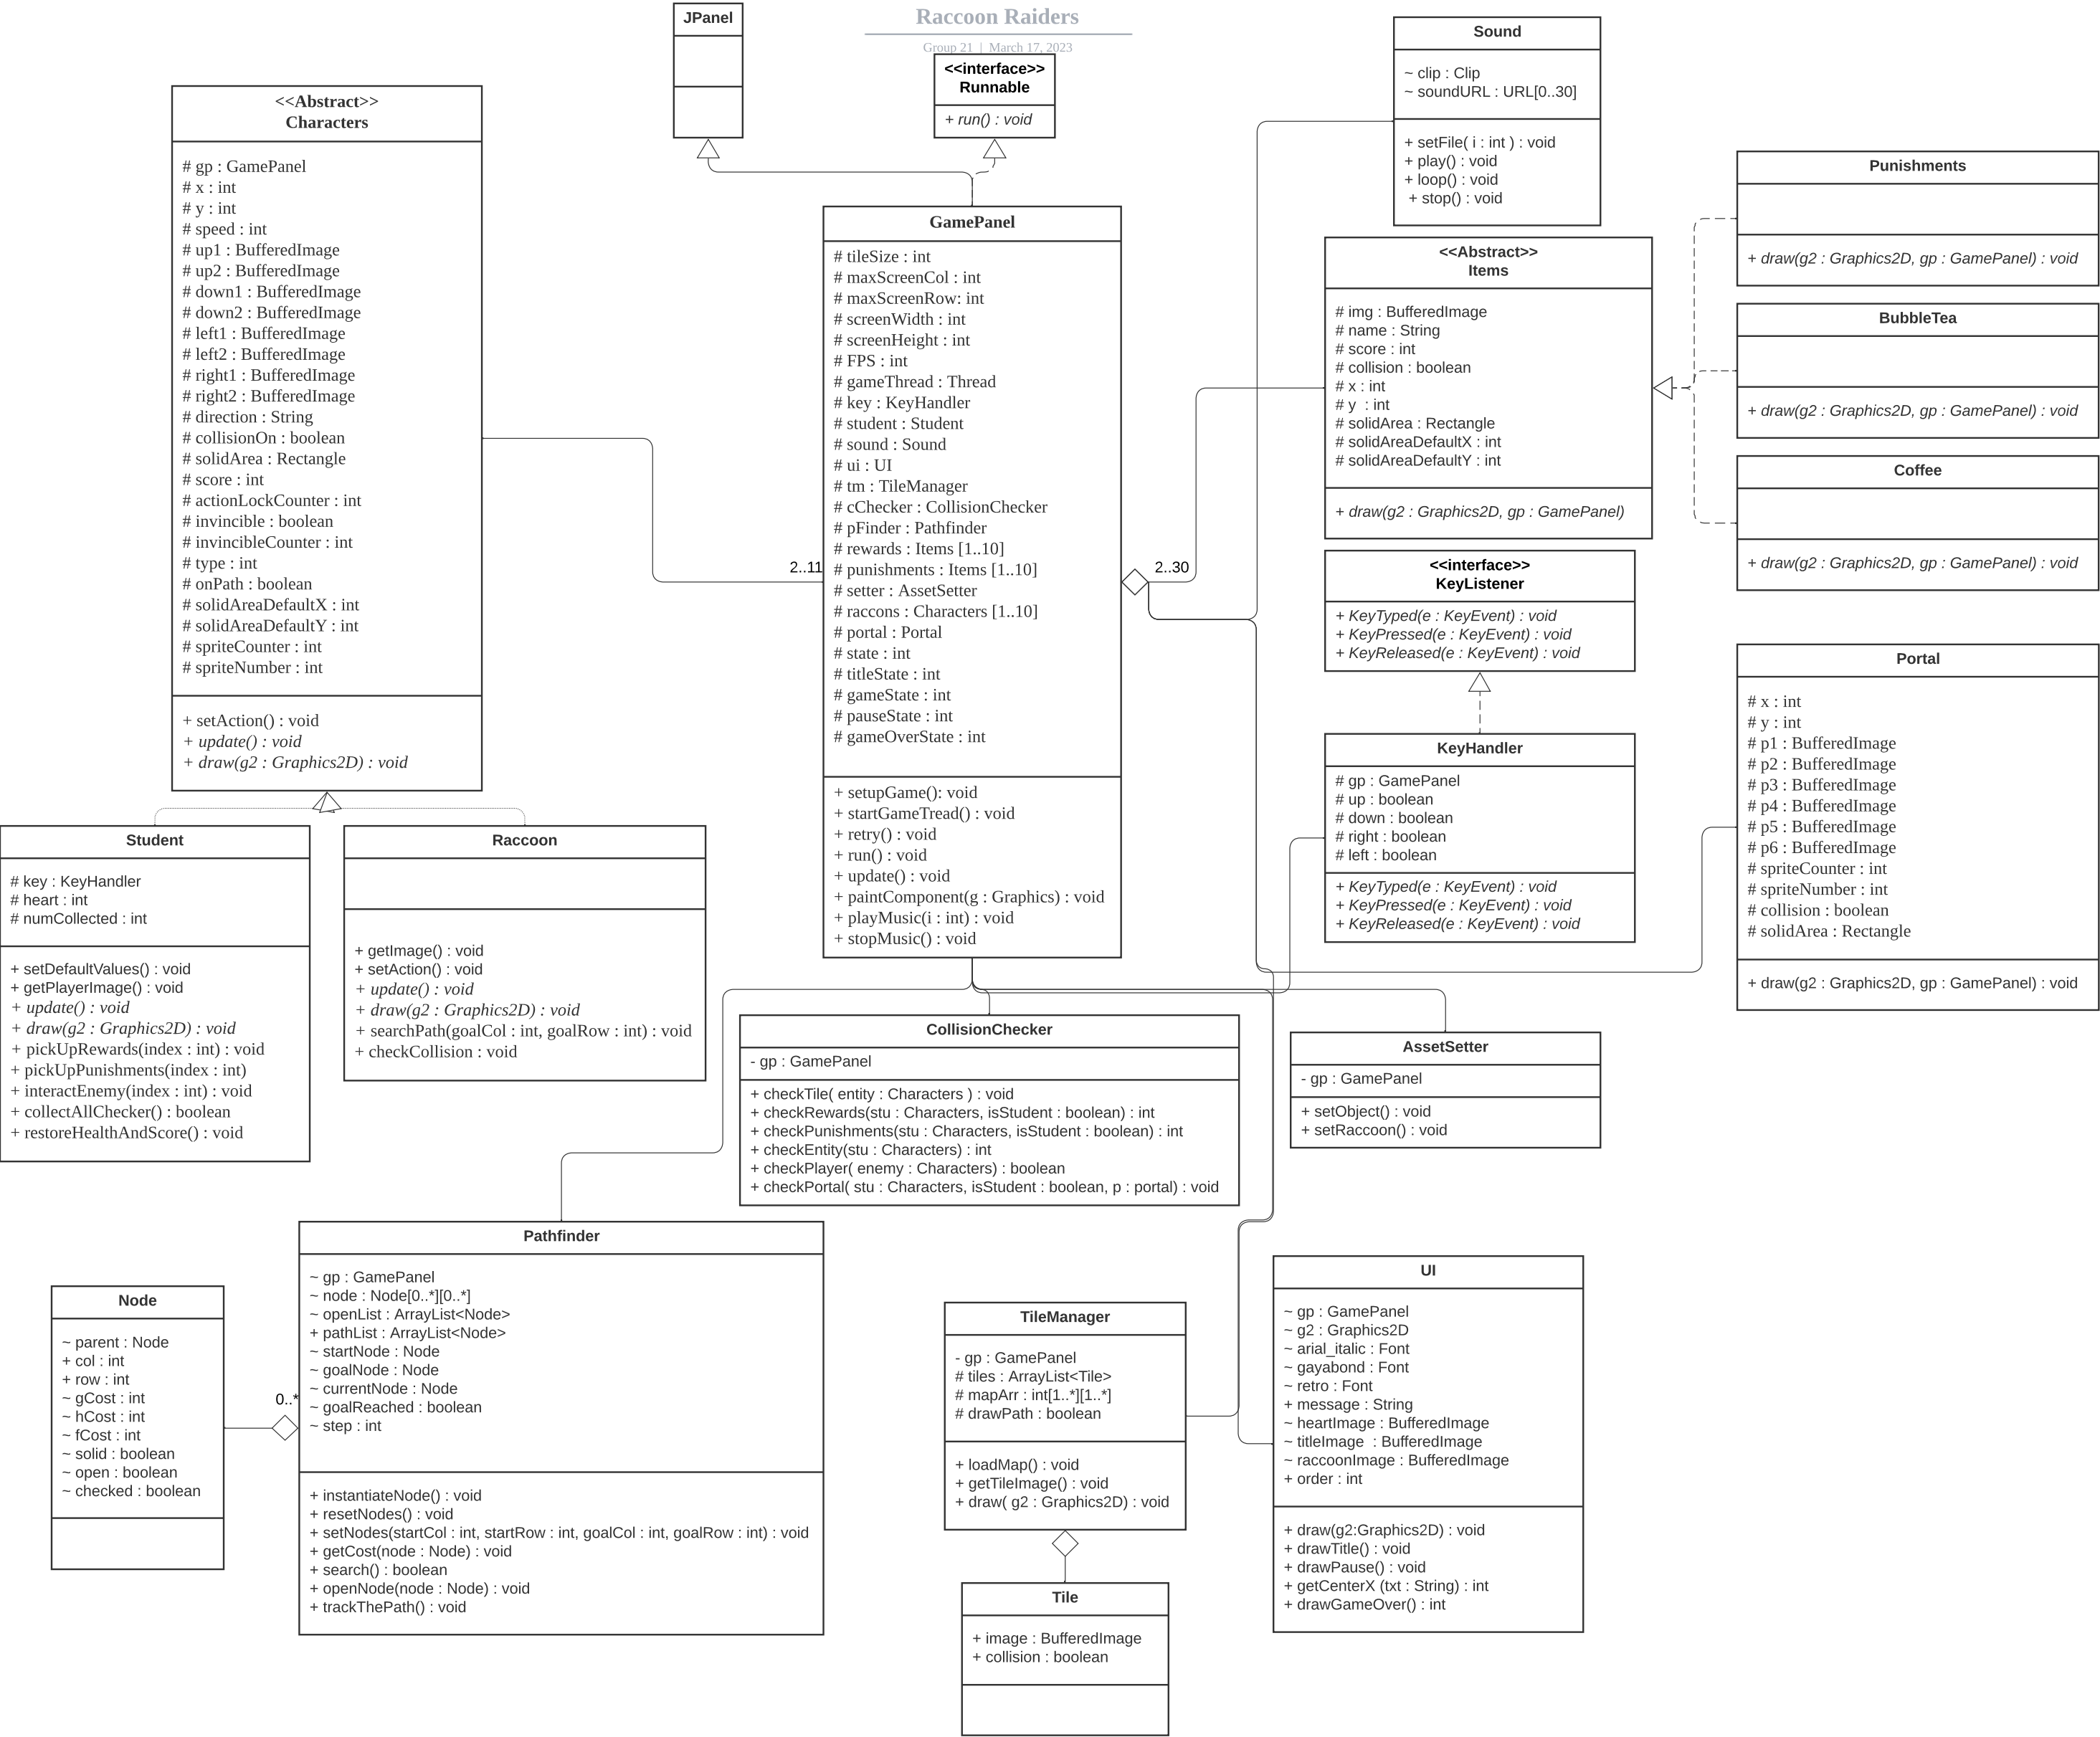 Raccoon Raiders
Group 21 | March 17, 2023
JPanel
<<interface>>
Runnable
+ run() : void
Sound
~ clip : Clip
~ soundURL : URL[0..30]
+ setFile( i : int ) : void
+ play() : void
+ loop() : void
+ stop() : void
<<Abstract>>
Characters
# gp : GamePanel
# x : int
# y : int
# speed : int
# up1 : BufferedImage
# up2 : BufferedImage
# down1 : BufferedImage
# down2 : BufferedImage
# left1 : BufferedImage
# left2 : BufferedImage
# right1 : BufferedImage
# right2 : BufferedImage
# direction : String
# collisionOn : boolean
# solidArea : Rectangle
# score : int
# actionLockCounter : int
# invincible : boolean
# invincibleCounter : int
# type : int
# onPath : boolean
# solidAreaDefaultX : int
# solidAreaDefaultY : int
# spriteCounter : int
# spriteNumber : int
+ setAction() : void
+ update() : void
+ draw(g2 : Graphics2D) : void
2..11
GamePanel
# tileSize : int
# maxScreenCol : int
# maxScreenRow: int
# screenWidth : int
# screenHeight : int
# FPS : int
# gameThread : Thread
# key : KeyHandler
# student : Student
# sound : Sound
# ui : UI
# tm : TileManager
# cChecker : CollisionChecker
# pFinder : Pathfinder
# rewards : Items [1..10]
# punishments : Items [1..10]
# setter : AssetSetter
# raccons : Characters [1..10]
# portal : Portal
# state : int
# titleState : int
# gameState : int
# pauseState : int
# gameOverState : int
+ setupGame(): void
+ startGameTread() : void
+ retry() : void
+ run() : void
+ update() : void
+ paintComponent(g : Graphics) : void
+ playMusic(i : int) : void
+ stopMusic() : void
2..30
<<Abstract>>
Items
# img : BufferedImage
# name : String
# score : int
# collision : boolean
# x : int
# y  : int
# solidArea : Rectangle
# solidAreaDefaultX : int
# solidAreaDefaultY : int
+ draw(g2 : Graphics2D, gp : GamePanel)
Punishments
+ draw(g2 : Graphics2D, gp : GamePanel) : void
BubbleTea
+ draw(g2 : Graphics2D, gp : GamePanel) : void
Coffee
+ draw(g2 : Graphics2D, gp : GamePanel) : void
<<interface>>
KeyListener
+ KeyTyped(e : KeyEvent) : void
+ KeyPressed(e : KeyEvent) : void
+ KeyReleased(e : KeyEvent) : void
KeyHandler
# gp : GamePanel
# up : boolean
# down : boolean
# right : boolean
# left : boolean
+ KeyTyped(e : KeyEvent) : void
+ KeyPressed(e : KeyEvent) : void
+ KeyReleased(e : KeyEvent) : void
Portal
# x : int
# y : int
# p1 : BufferedImage
# p2 : BufferedImage
# p3 : BufferedImage
# p4 : BufferedImage
# p5 : BufferedImage
# p6 : BufferedImage
# spriteCounter : int
# spriteNumber : int
# collision : boolean
# solidArea : Rectangle
+ draw(g2 : Graphics2D, gp : GamePanel) : void
Student
# key : KeyHandler
# heart : int
# numCollected : int
+ setDefaultValues() : void
+ getPlayerImage() : void
+ update() : void
+ draw(g2 : Graphics2D) : void
+ pickUpRewards(index : int) : void
+ pickUpPunishments(index : int)
+ interactEnemy(index : int) : void
+ collectAllChecker() : boolean
+ restoreHealthAndScore() : void
Raccoon
+ getImage() : void
+ setAction() : void
+ update() : void
+ draw(g2 : Graphics2D) : void
+ searchPath(goalCol : int, goalRow : int) : void
+ checkCollision : void
CollisionChecker
- gp : GamePanel
+ checkTile( entity : Characters ) : void
+ checkRewards(stu : Characters, isStudent : boolean) : int
+ checkPunishments(stu : Characters, isStudent : boolean) : int
+ checkEntity(stu : Characters) : int
+ checkPlayer( enemy : Characters) : boolean
+ checkPortal( stu : Characters, isStudent : boolean, p : portal) : void
AssetSetter
- gp : GamePanel
+ setObject() : void
+ setRaccoon() : void
Node
~ parent : Node
+ col : int
+ row : int
~ gCost : int
~ hCost : int
~ fCost : int
~ solid : boolean
~ open : boolean
~ checked : boolean
0..*
Pathfinder
~ gp : GamePanel
~ node : Node[0..*][0..*]
~ openList : ArrayList<Node>
+ pathList : ArrayList<Node>
~ startNode : Node
~ goalNode : Node
~ currentNode : Node
~ goalReached : boolean
~ step : int
+ instantiateNode() : void
+ resetNodes() : void
+ setNodes(startCol : int, startRow : int, goalCol : int, goalRow : int) : void
+ getCost(node : Node) : void
+ search() : boolean
+ openNode(node : Node) : void
+ trackThePath() : void
TileManager
- gp : GamePanel
# tiles : ArrayList<Tile>
# mapArr : int[1..*][1..*]
# drawPath : boolean
+ loadMap() : void
+ getTileImage() : void
+ draw( g2 : Graphics2D) : void
Tile
+ image : BufferedImage
+ collision : boolean
UI
~ gp : GamePanel
~ g2 : Graphics2D
~ arial_italic : Font
~ gayabond : Font
~ retro : Font
+ message : String
~ heartImage : BufferedImage
~ titleImage  : BufferedImage
~ raccoonImage : BufferedImage
+ order : int
+ draw(g2:Graphics2D) : void
+ drawTitle() : void
+ drawPause() : void
+ getCenterX (txt : String) : int
+ drawGameOver() : int